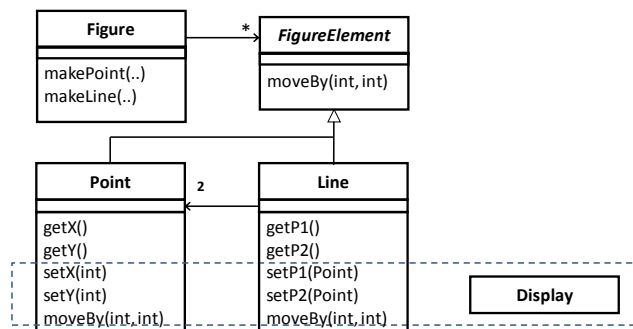 Figure
makePoint(..)
makeLine(..)
*
FigureElement
moveBy(int, int)
Point
getX()
getY()
setX(int)
setY(int)
moveBy(int, int)
2
Line
getP1()
getP2()
setP1(Point)
setP2(Point)
moveBy(int, int)
Display